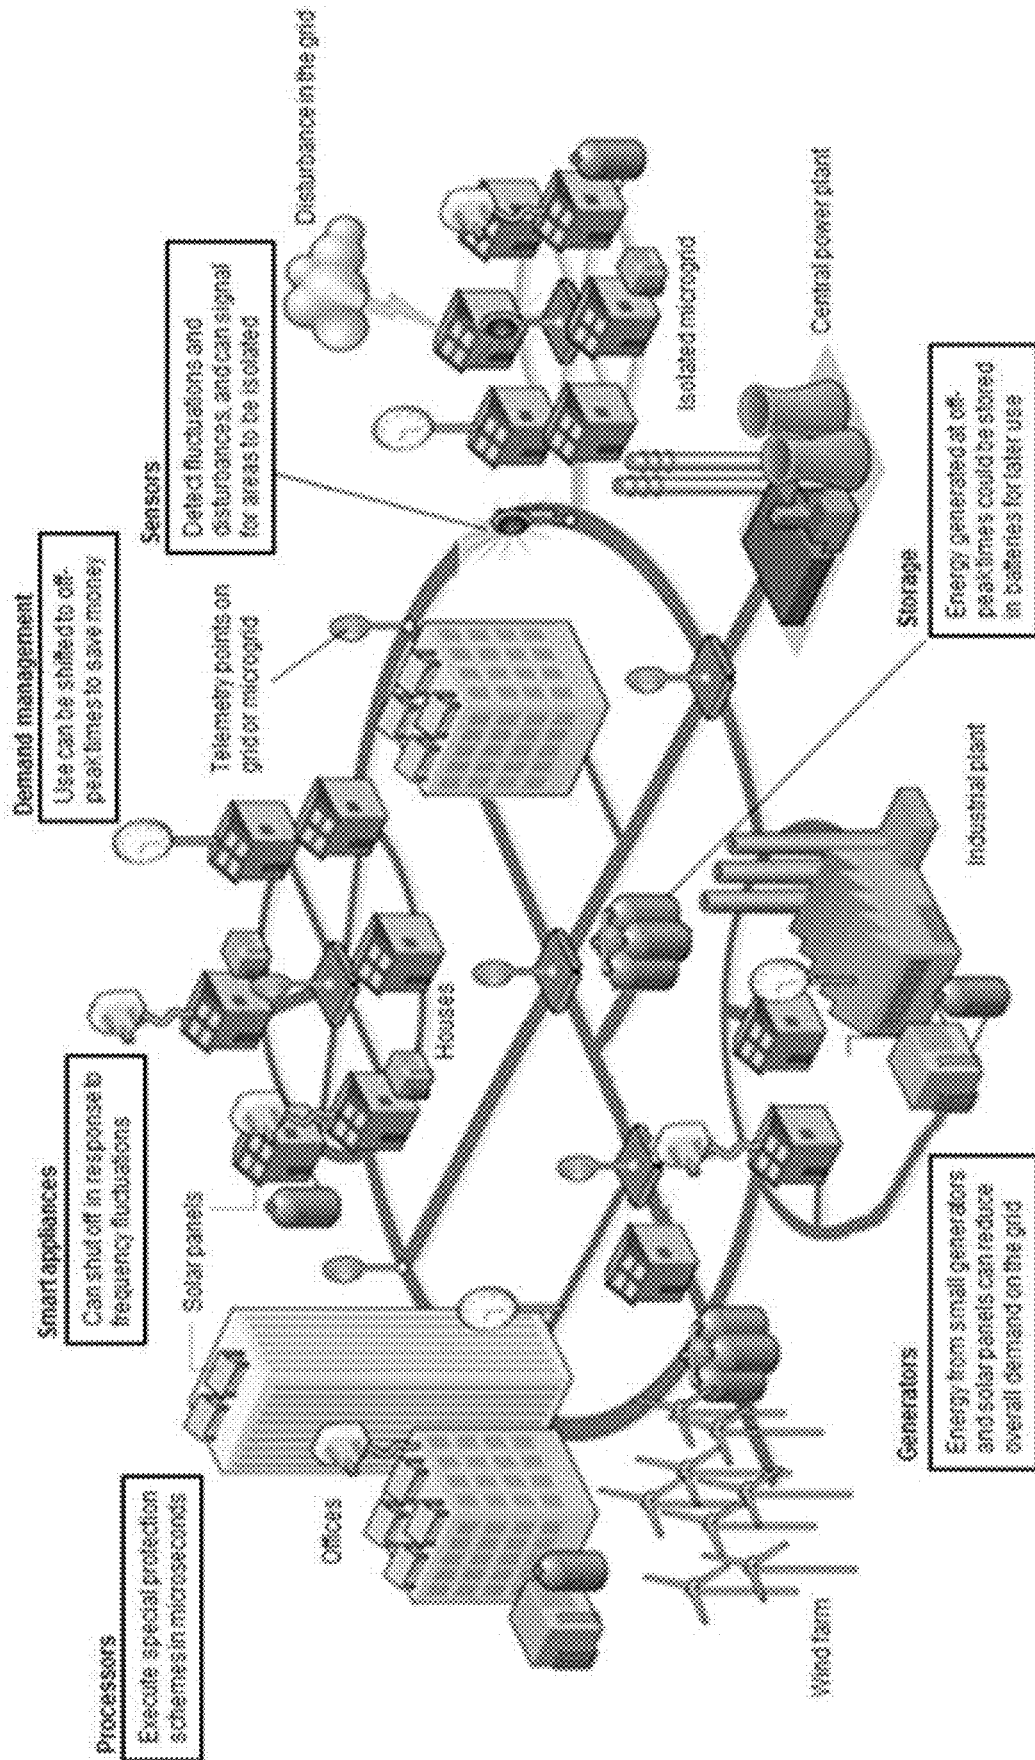 Processors
Execute special protection
schemes in microseconds
Smart appliances
Can shut off in response to
frequency fluctuations
Demand management
Use can be shifted to off-
peak times to save money
Sensors
Detect fluctuations and
disturbances, and can signal
for areas to be isolated
Disturbance in the grid
Solar panels
Telemetry points on
grid or microgrid
Offices
Houses
Isolated microgrid
Wind farm
Industrial plant
Central power plant
Generators
Energy from small generators
and solar panels can reduce
overall demand on the grid
Storage
Energy generated at off-
peak times could be stored
in batteries for later use